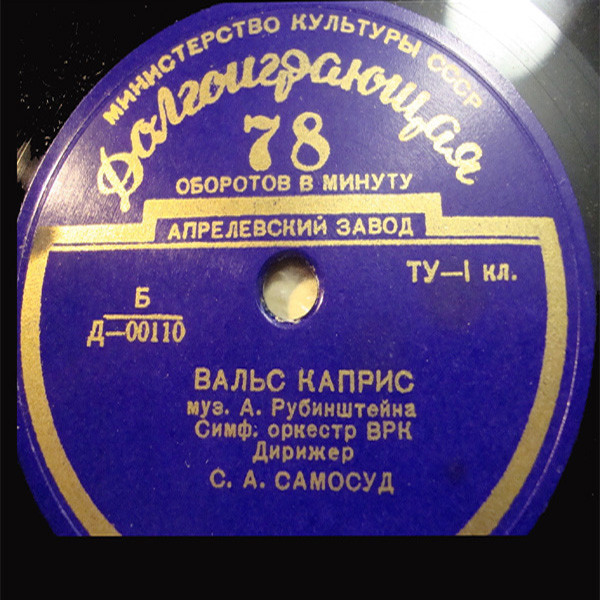 МИНИСТЕРСТВО КУЛЬТУРЫ СССР
Долгоиграющая
78
ОБОРОТОВ В МИНУТУ
АПРЕЛЕВСКИЙ ЗАВОД
ТУ—I кл.
Б
Д—00110
ВАЛЬС КАПРИС
муз. А. Рубинштейна
Симф. оркестр ВРК
Дирижер
С. А. САМОСУД